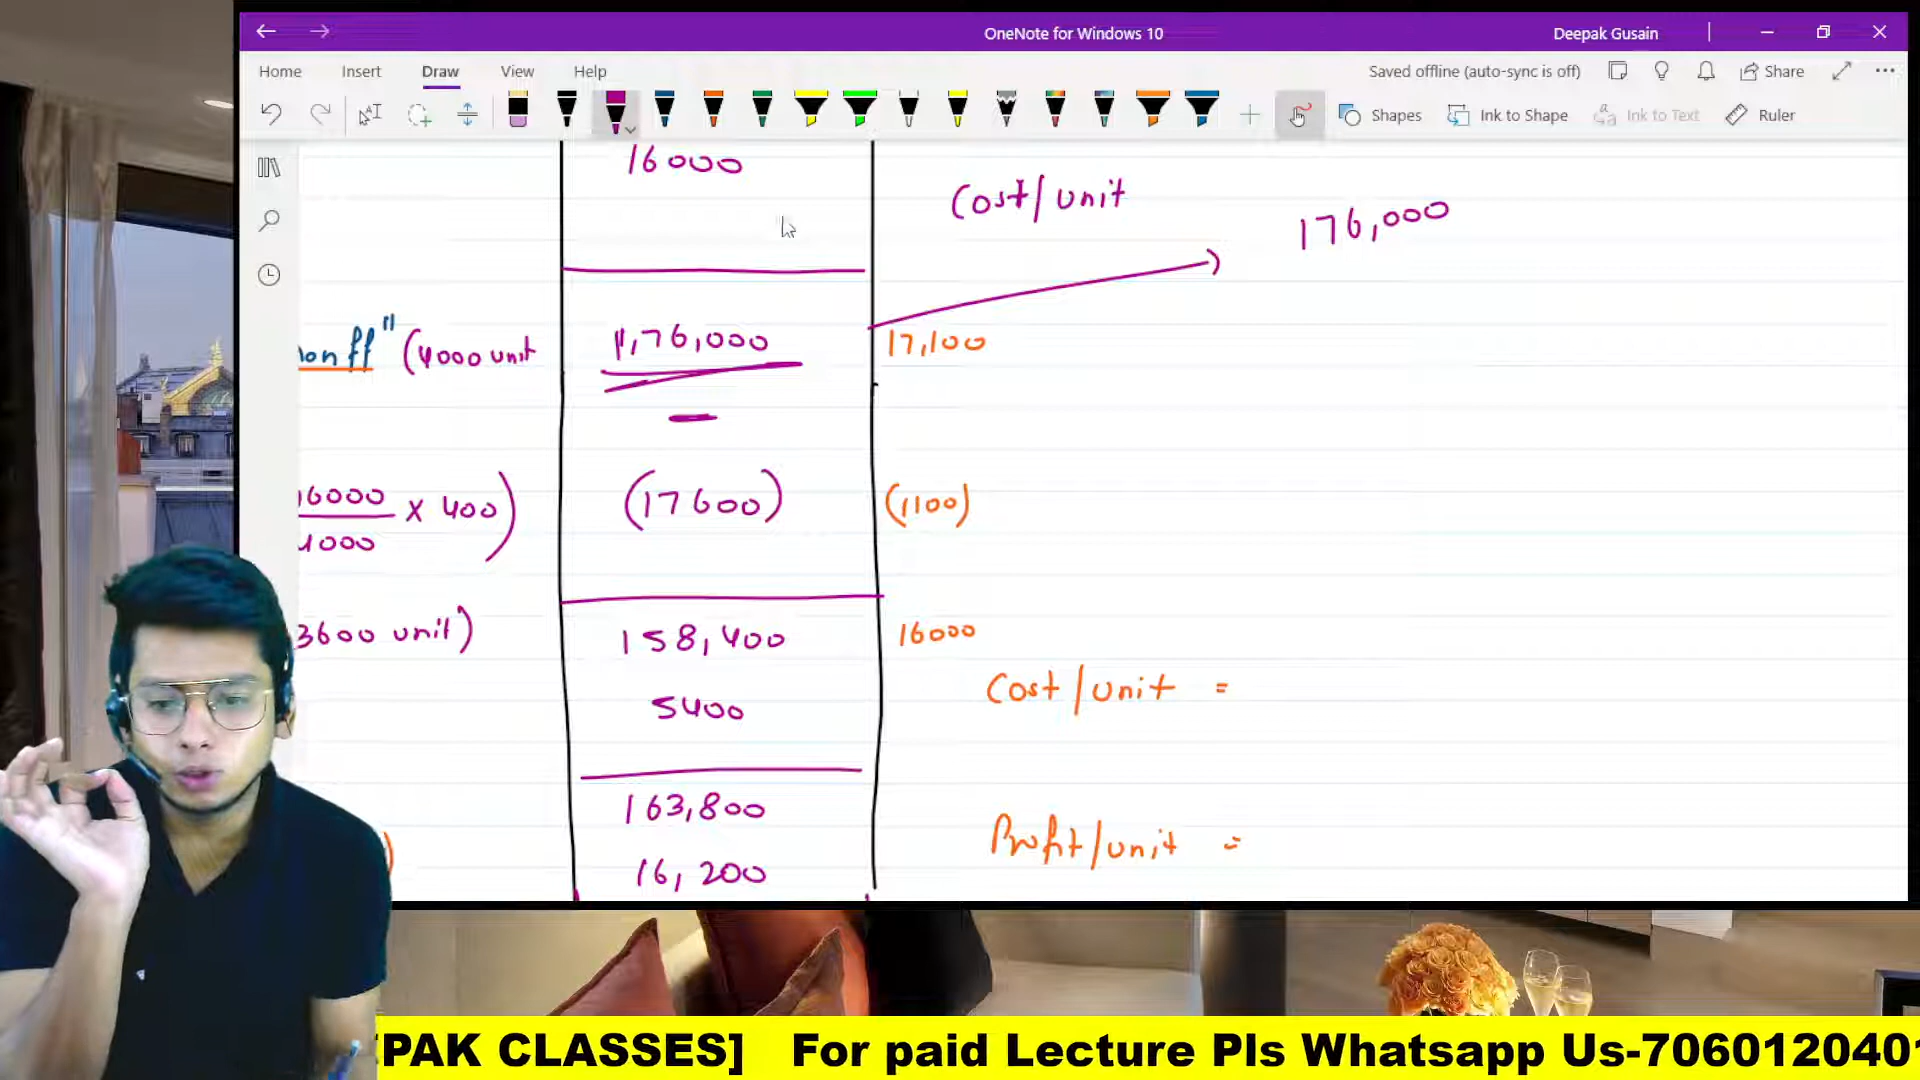 OneNote for Windows 10
Deepak Gusain
Home Insert Draw View Help
Saved offline (auto-sync is off)
Share
Shapes
Ink to Shape
Ink to Text
Ruler
16000
Cost/unit
176,000
on ff" (4000 unit
1,76,000
17,100
6000
4000
X 400)
(17600)
(1100)
3600 unit)
158,400
16000
Cost/unit =
5400
163,800
Profit/unit =
16,200
PAK CLASSES] For paid Lecture Pls Whatsapp Us-706012040